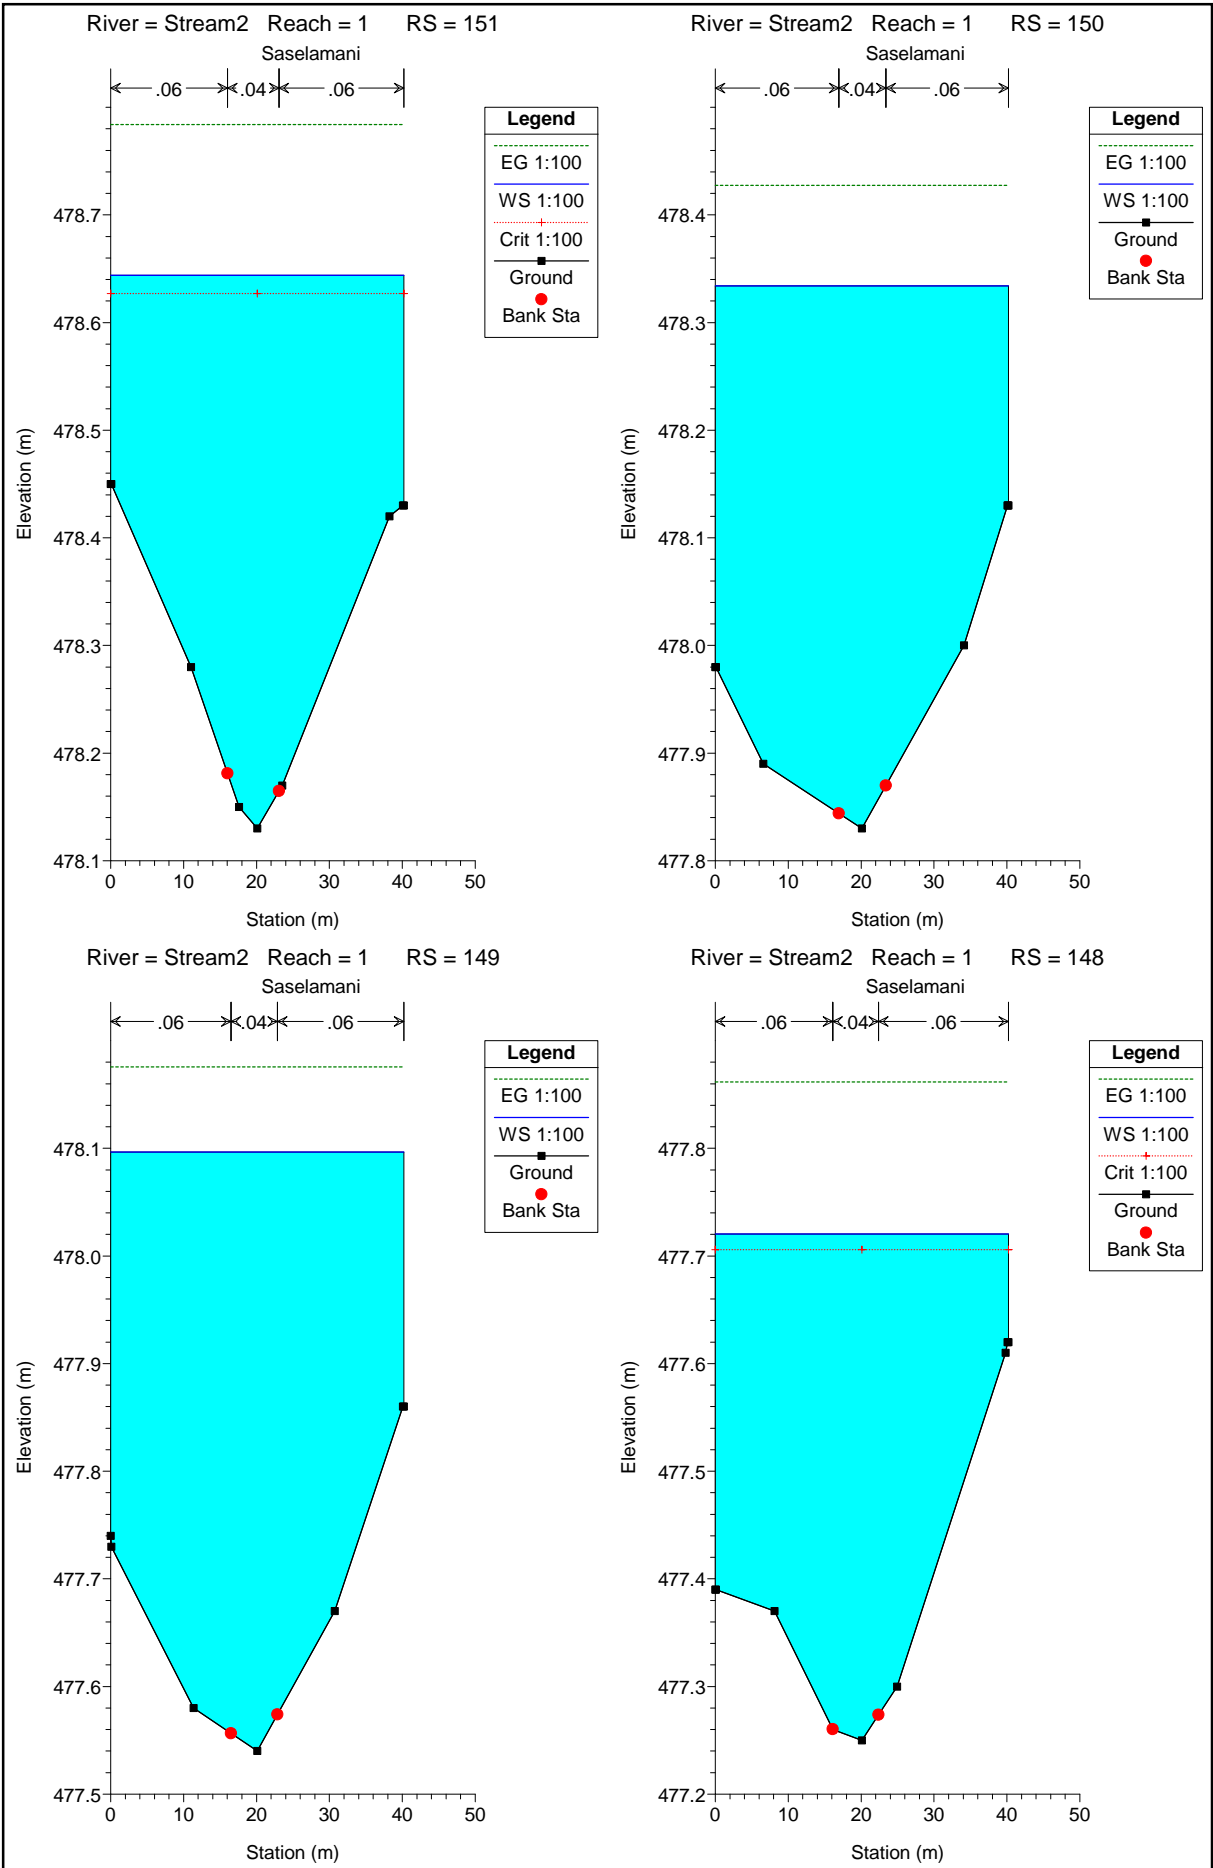 River = Stream2 Reach = 1 RS = 151
Saselamani
.06 .04 .06
Legend
EG 1:100
WS 1:100
Crit 1:100
Ground
Bank Sta
478.7
478.6
478.5
478.4
478.3
478.2
478.1
Elevation (m)
0 10 20 30 40 50
Station (m)
River = Stream2 Reach = 1 RS = 150
Saselamani
.06 .04 .06
Legend
EG 1:100
WS 1:100
Ground
Bank Sta
478.4
478.3
478.2
478.1
478.0
477.9
477.8
Elevation (m)
0 10 20 30 40 50
Station (m)
River = Stream2 Reach = 1 RS = 149
Saselamani
.06 .04 .06
Legend
EG 1:100
WS 1:100
Ground
Bank Sta
478.1
478.0
477.9
477.8
477.7
477.6
477.5
Elevation (m)
0 10 20 30 40 50
Station (m)
River = Stream2 Reach = 1 RS = 148
Saselamani
.06 .04 .06
Legend
EG 1:100
WS 1:100
Crit 1:100
Ground
Bank Sta
477.8
477.7
477.6
477.5
477.4
477.3
477.2
Elevation (m)
0 10 20 30 40 50
Station (m)